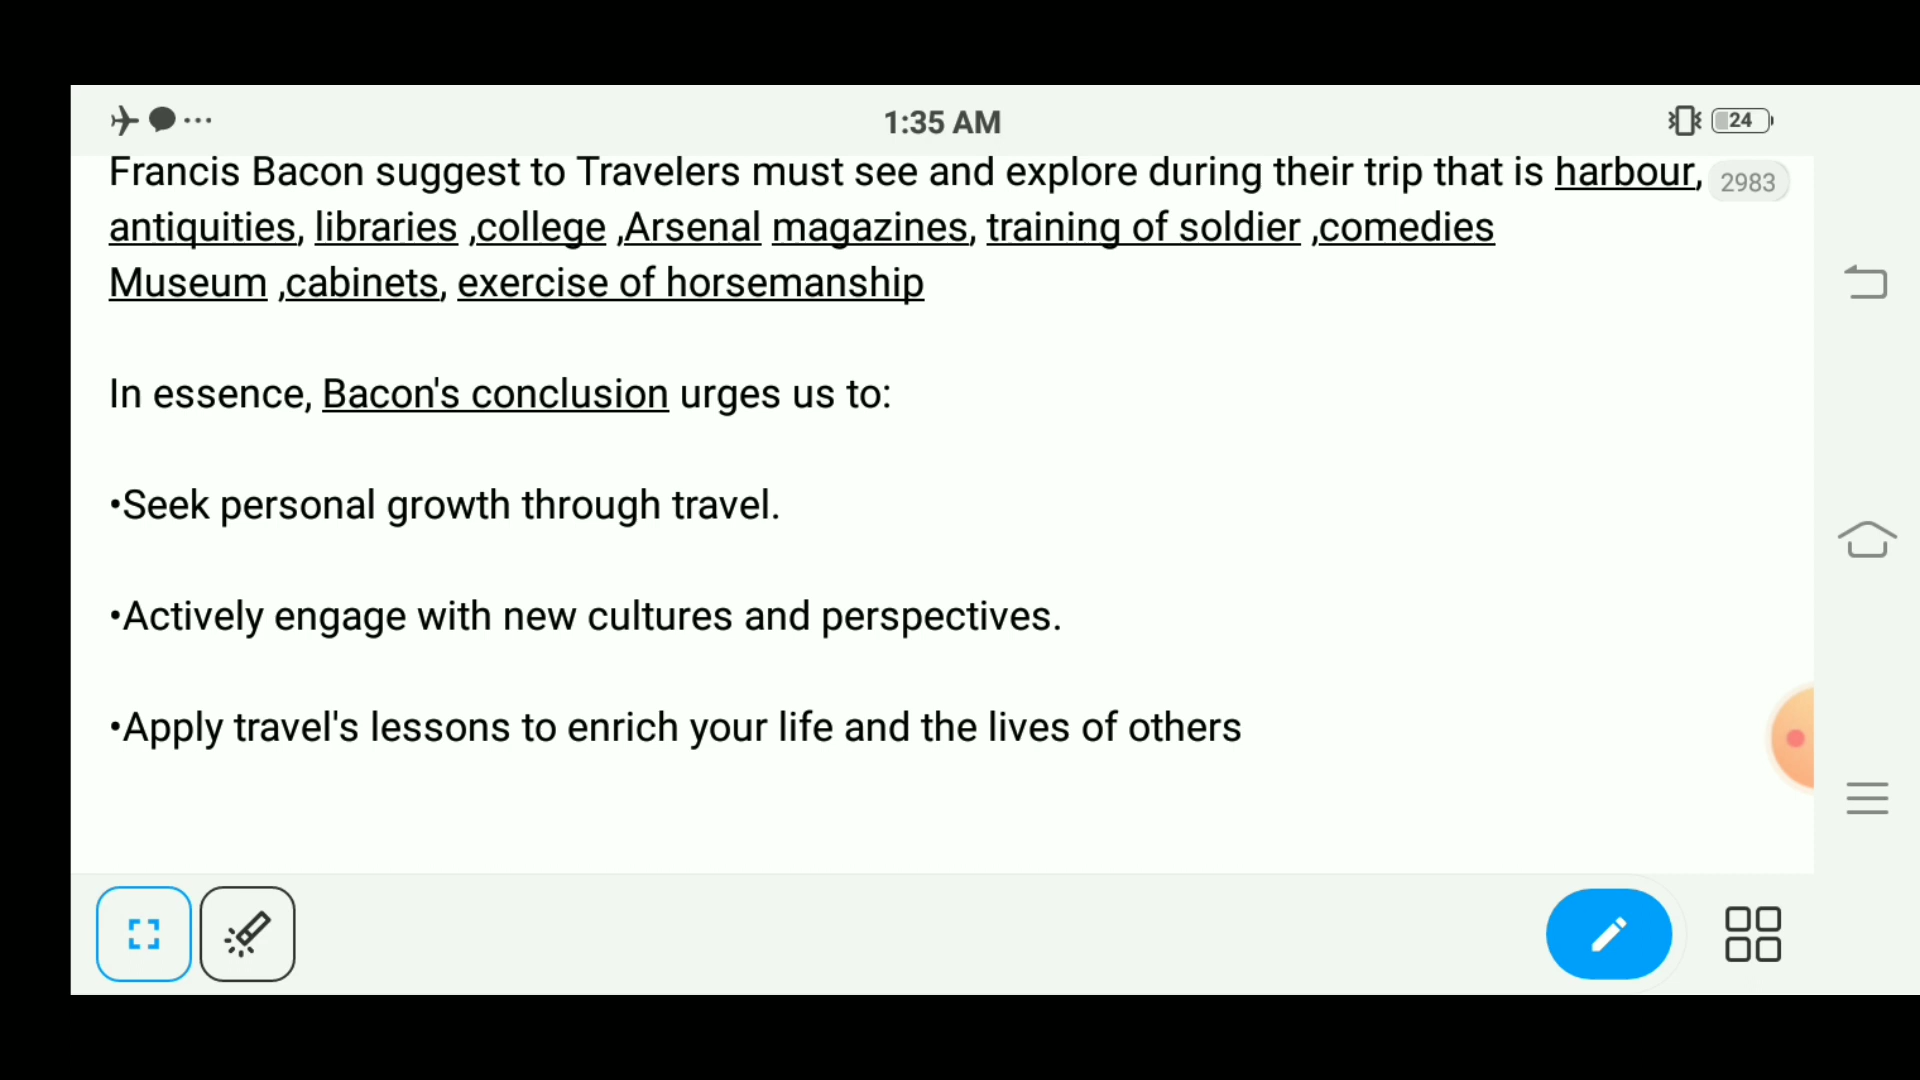 1:35 AM
24
Francis Bacon suggest to Travelers must see and explore during their trip that is harbour,
2983
antiquities, libraries ,college ,Arsenal magazines, training of soldier ,comedies
Museum ,cabinets, exercise of horsemanship
In essence, Bacon's conclusion urges us to:
•Seek personal growth through travel.
•Actively engage with new cultures and perspectives.
•Apply travel's lessons to enrich your life and the lives of others